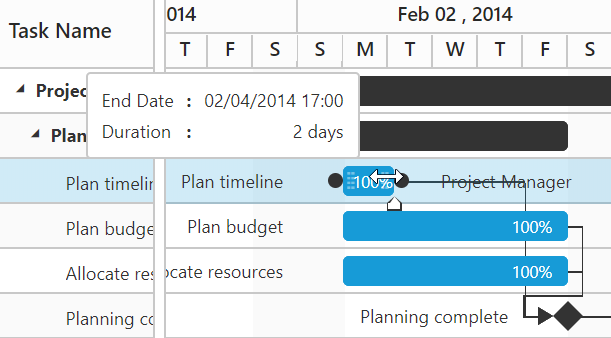 Task Name
014
Feb 02 , 2014
T F S S M T W T F S
Projec
End Date : 02/04/2014 17:00
Duration : 2 days
Plan
Plan timelin
Plan timeline
100%
Project Manager
Plan budge
Plan budget
100%
Allocate res
ocate resources
100%
Planning co
Planning complete